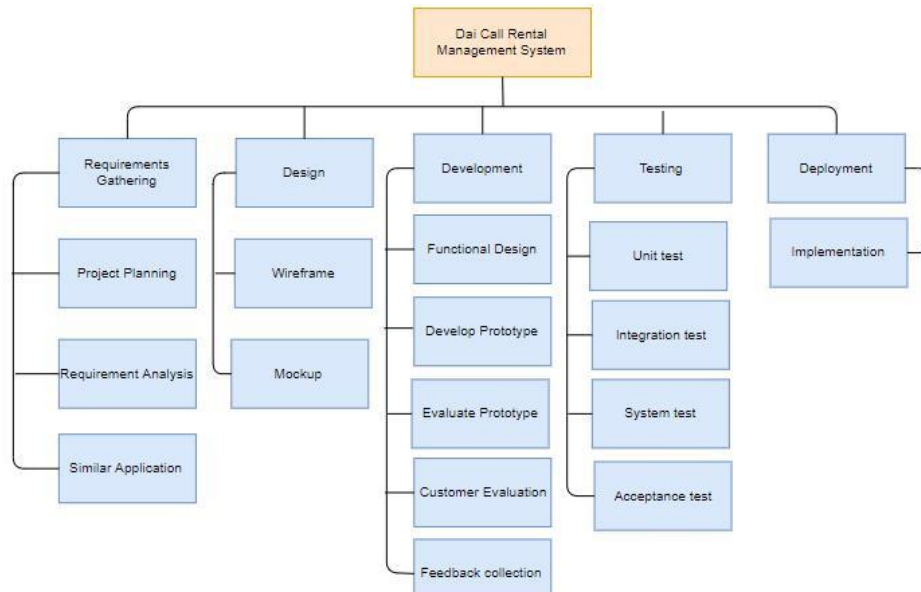 Dai Call Rental
Management System
Requirements
Gathering
Design
Development
Testing
Deployment
Project Planning
Wireframe
Functional Design
Unit test
Implementation
Requirement Analysis
Mockup
Develop Prototype
Integration test
Similar Application
Evaluate Prototype
System test
Customer Evaluation
Acceptance test
Feedback collection